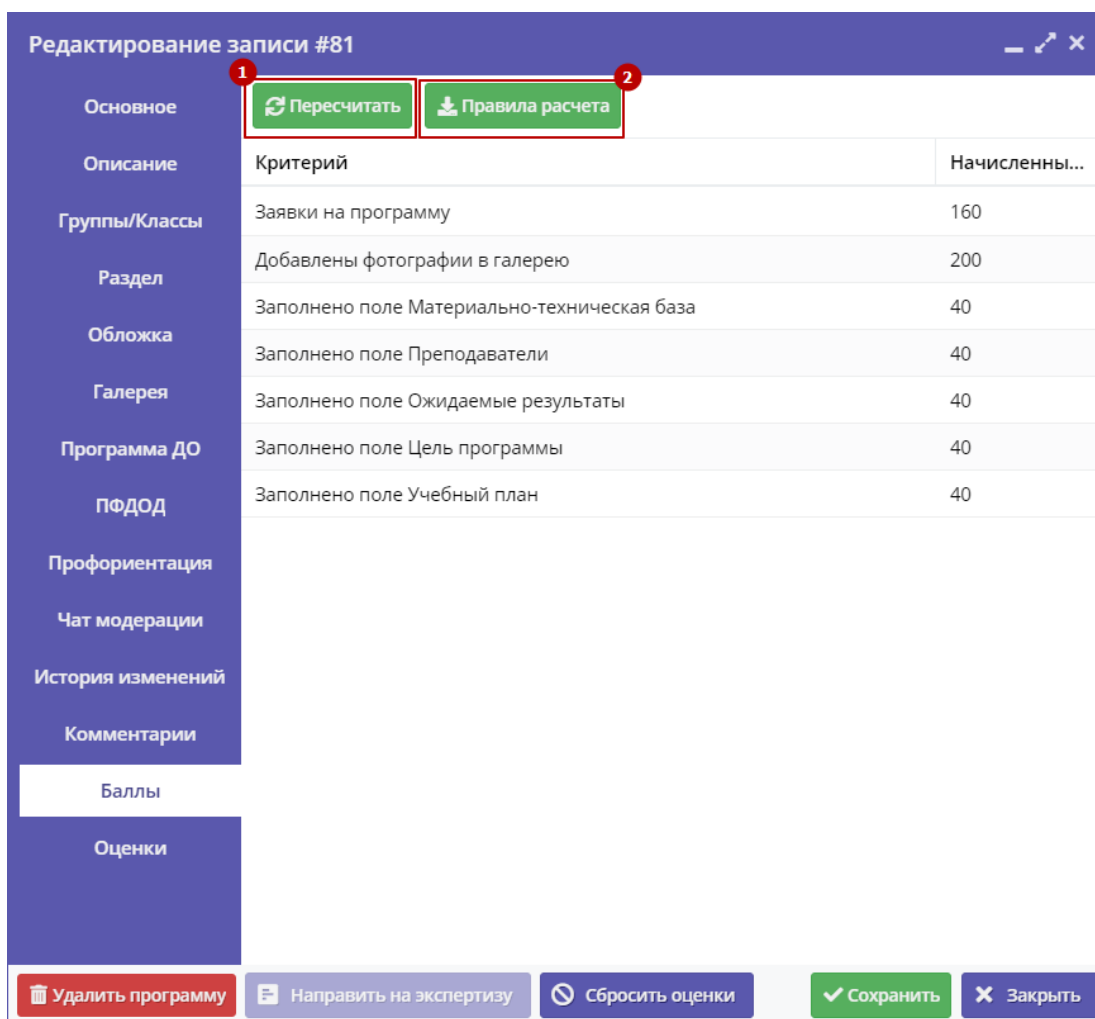 Редактирование записи #81
1
2
Пересчитать
Правила расчета
Основное
Описание
Группы/Классы
Раздел
Обложка
Галерея
Программа ДО
ПФДОД
Профориентация
Чат модерации
История изменений
Комментарии
Баллы
Оценки
Критерий Начисленны...
Заявки на программу 160
Добавлены фотографии в галерею 200
Заполнено поле Материально-техническая база 40
Заполнено поле Преподаватели 40
Заполнено поле Ожидаемые результаты 40
Заполнено поле Цель программы 40
Заполнено поле Учебный план 40
Удалить программу
Направить на экспертизу
Сбросить оценки
Сохранить
Закрыть